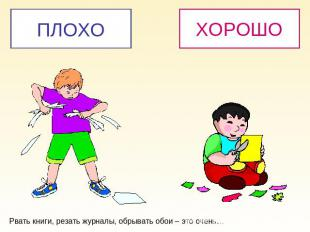 ПЛОХО
ХОРОШО
Рвать книги, резать журналы, обрывать обои – это очень…